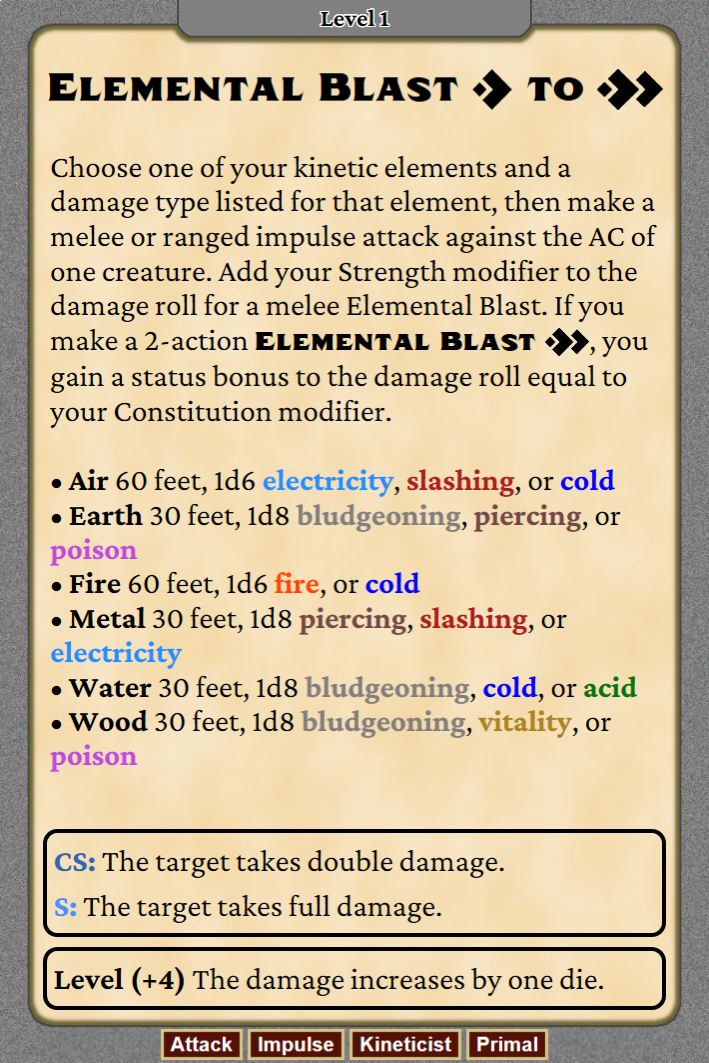 Level 1
Elemental Blast to
Choose one of your kinetic elements and a
damage type listed for that element, then make a
melee or ranged impulse attack against the AC of
one creature. Add your Strength modifier to the
damage roll for a melee Elemental Blast. If you
make a 2-action Elemental Blast, you
gain a status bonus to the damage roll equal to
your Constitution modifier.
• Air 60 feet, 1d6 electricity, slashing, or cold
• Earth 30 feet, 1d8 bludgeoning, piercing, or
poison
• Fire 60 feet, 1d6 fire, or cold
• Metal 30 feet, 1d8 piercing, slashing, or
electricity
• Water 30 feet, 1d8 bludgeoning, cold, or acid
• Wood 30 feet, 1d8 bludgeoning, vitality, or
poison
CS: The target takes double damage.
S: The target takes full damage.
Level (+4) The damage increases by one die.
Attack Impulse Kineticist Primal